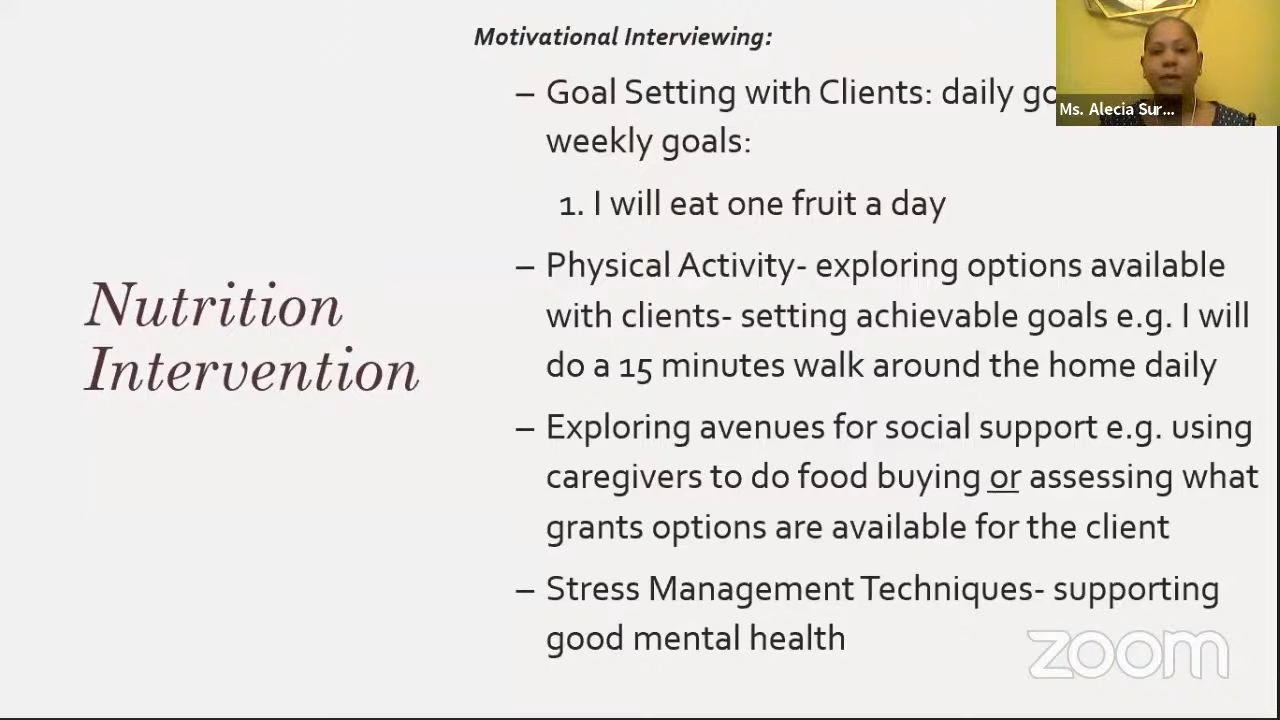 Motivational Interviewing:
– Goal Setting with Clients: daily
weekly goals:
1. I will eat one fruit a day
– Physical Activity- exploring options available
with clients- setting achievable goals e.g. I will
do a 15 minutes walk around the home daily
– Exploring avenues for social support e.g. using
caregivers to do food buying or assessing what
grants options are available for the client
– Stress Management Techniques- supporting
good mental health
Nutrition
Intervention
Ms. Alecia Sur...
zoom